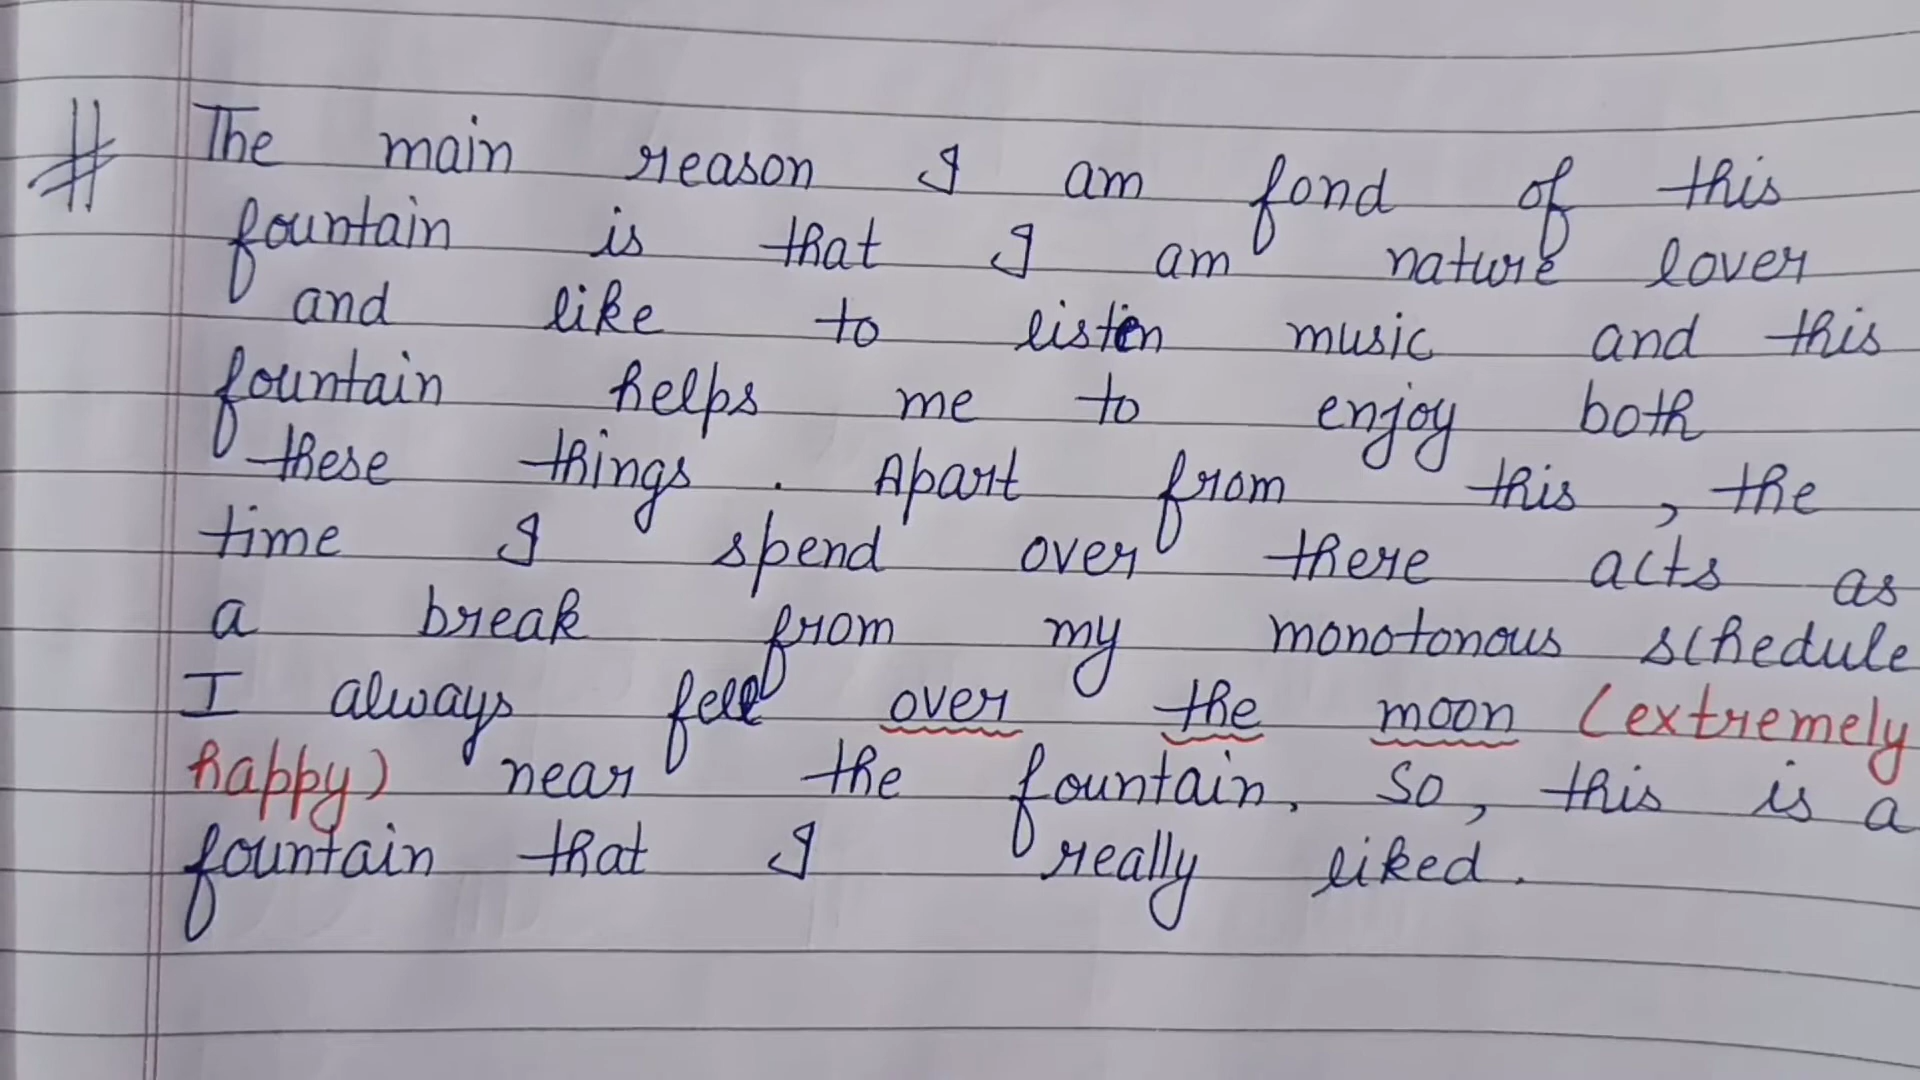 # The main reason I am fond of this
fountain is that I am nature lover
and like to listen music and this
fountain helps me to enjoy both
these things. Apart from this, the
time I spend over there acts as
a break from my monotonous schedule
I always feel over the moon (extremely
happy) near the fountain. So, this is a
fountain that I really liked.